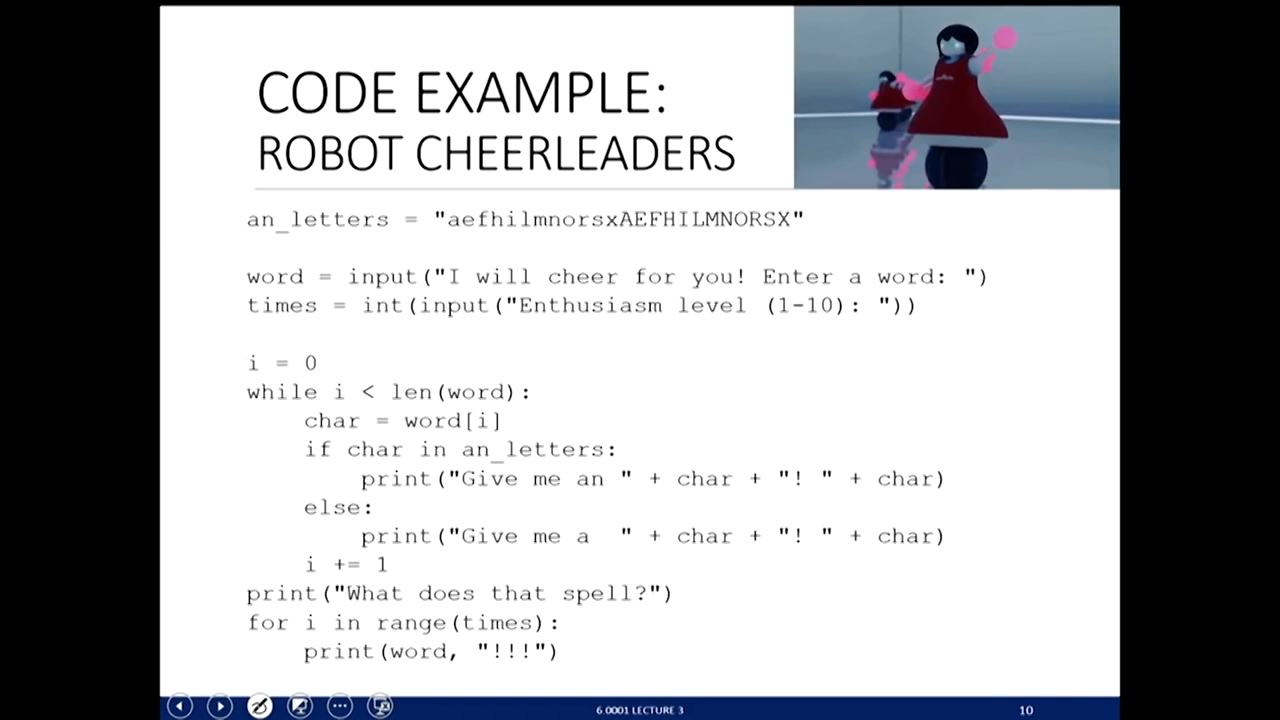 CODE EXAMPLE:
ROBOT CHEERLEADERS
an_letters = "aefhilmnorsxAEFHILMNORSX"
word = input("I will cheer for you! Enter a word: ")
times = int(input("Enthusiasm level (1-10): "))
i = 0
while i < len(word):
    char = word[i]
    if char in an_letters:
        print("Give me an " + char + "! " + char)
    else:
        print("Give me a  " + char + "! " + char)
    i += 1
print("What does that spell?")
for i in range(times):
    print(word, "!!!")
6.0001 LECTURE 3
10